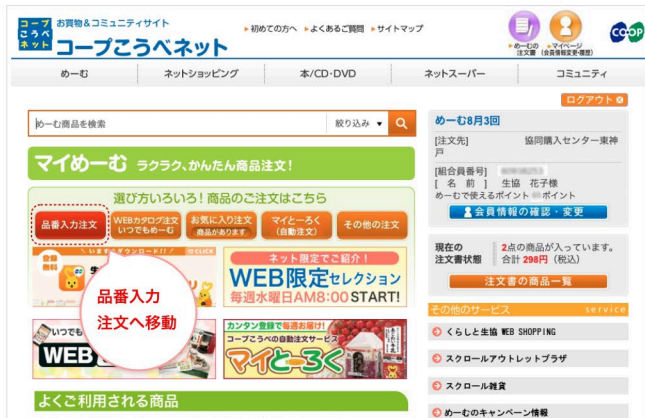 コープ こうべ ネット
お買物&コミュニティサイト
コープこうべネット
初めての方へ よくあるご質問 サイトマップ
めーむの注文書
マイページ
(会員情報変更・履歴)
CO・OP
めーむ ネットショッピング 本/CD・DVD ネットスーパー コミュニティ
ログアウト
めーむ商品を検索 絞り込み
マイめーむ ラクラク、かんたん商品注文!
選び方いろいろ!商品のご注文はこちら
品番入力注文
WEBカタログ注文
いつでもめーむ
お気に入り注文
商品があります
マイとーろく
(自動注文)
その他の注文
登録
無料
ダウンロード!!
CLICK
品番入力
注文へ移動
ネット限定でご紹介!
WEB限定セレクション
毎週水曜日AM8:00 START!
いつでも
WEB
カンタン登録で毎週お届け!
コープこうべの自動注文サービス
マイとーろく
よくご利用される商品
めーむ8月3回
[注文先] 協同購入センター東神戸
[組合員番号]
[ 名 前 ] 生協 花子様
めーむで使えるポイント ポイント
会員情報の確認・変更
現在の
注文書状態
2点の商品が入っています。
合計 298円(税込)
注文書の商品一覧
その他のサービス service
くらしと生協 WEB SHOPPING
スクロールアウトレットプラザ
スクロール雑貨
めーむのキャンペーン情報